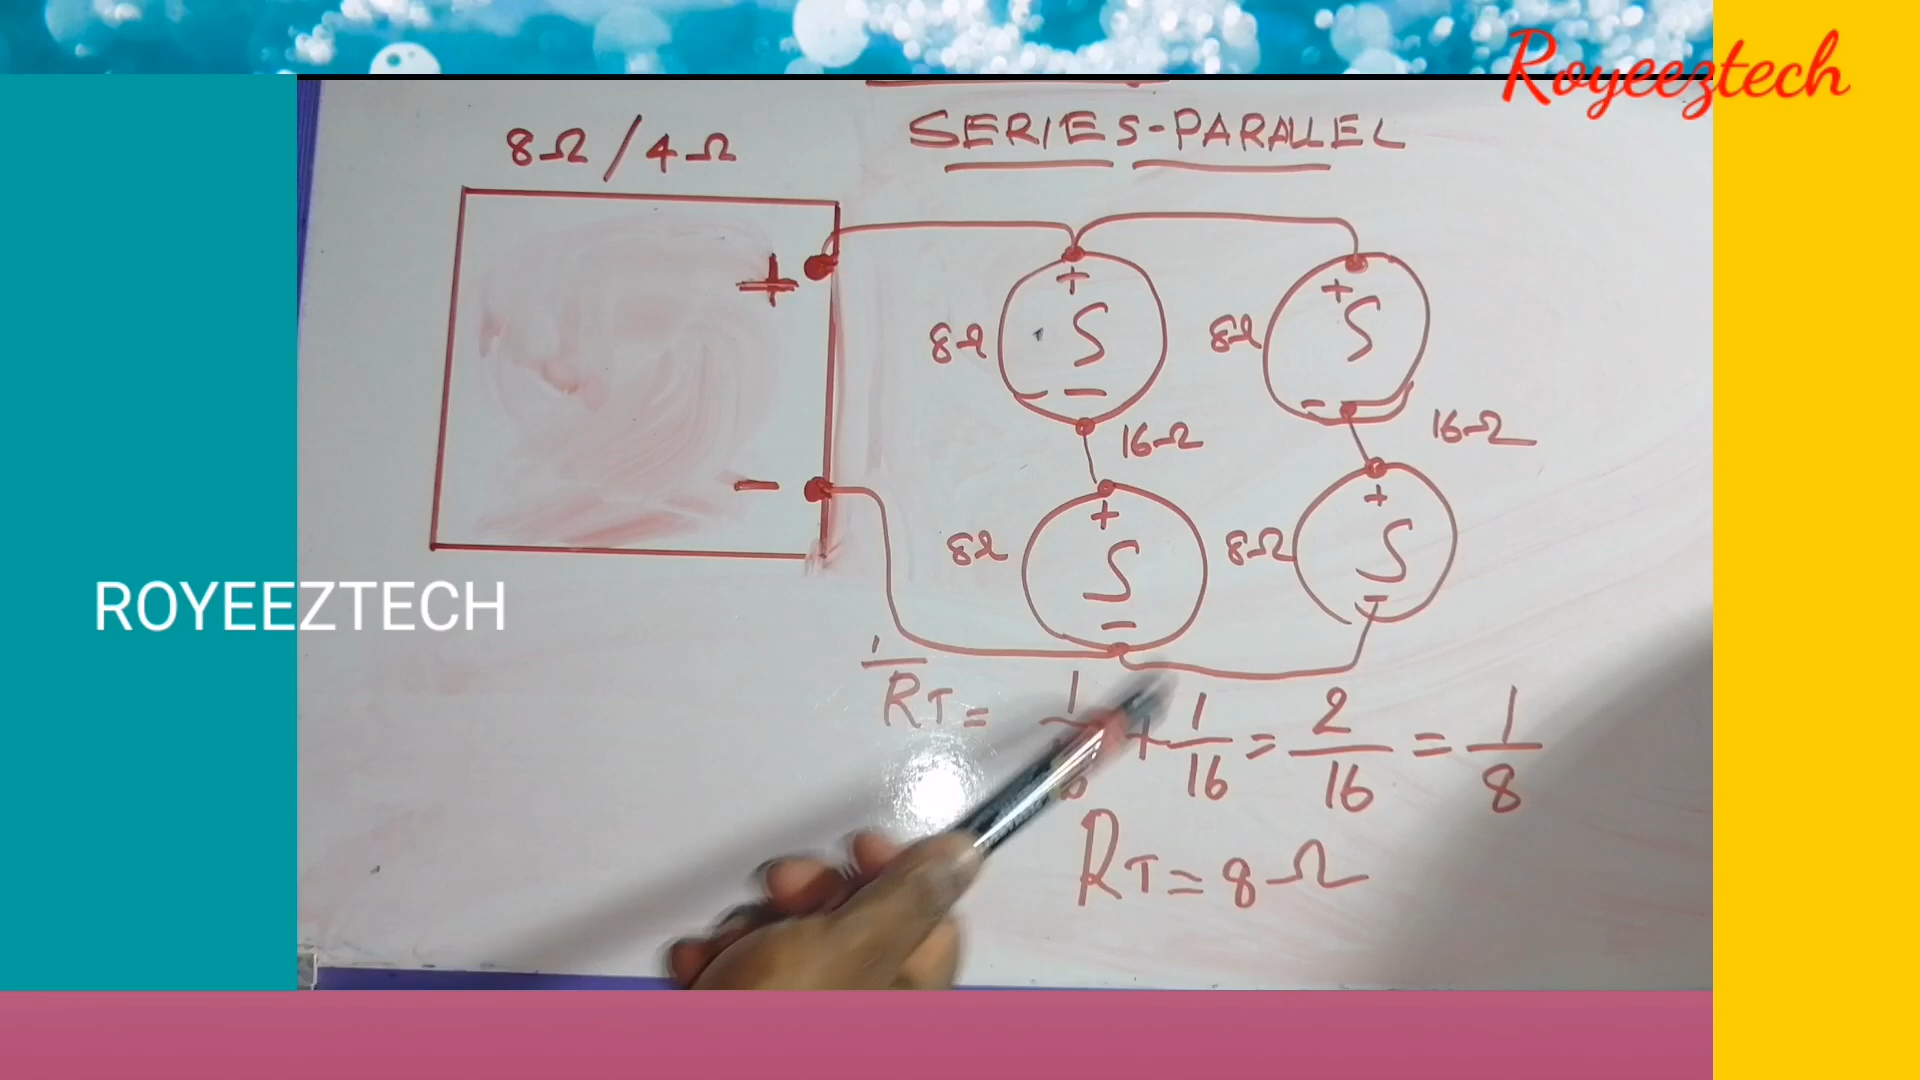 Royeeztech
SERIES-PARALLEL
8Ω/4Ω
+
+
+
S
S
8Ω
8Ω
-
-
16Ω
16Ω
-
+
+
S
S
8Ω
8Ω
-
-
ROYEEZTECH
1/RT = 1/ + 1/16 = 2/16 = 1/8
RT = 8Ω